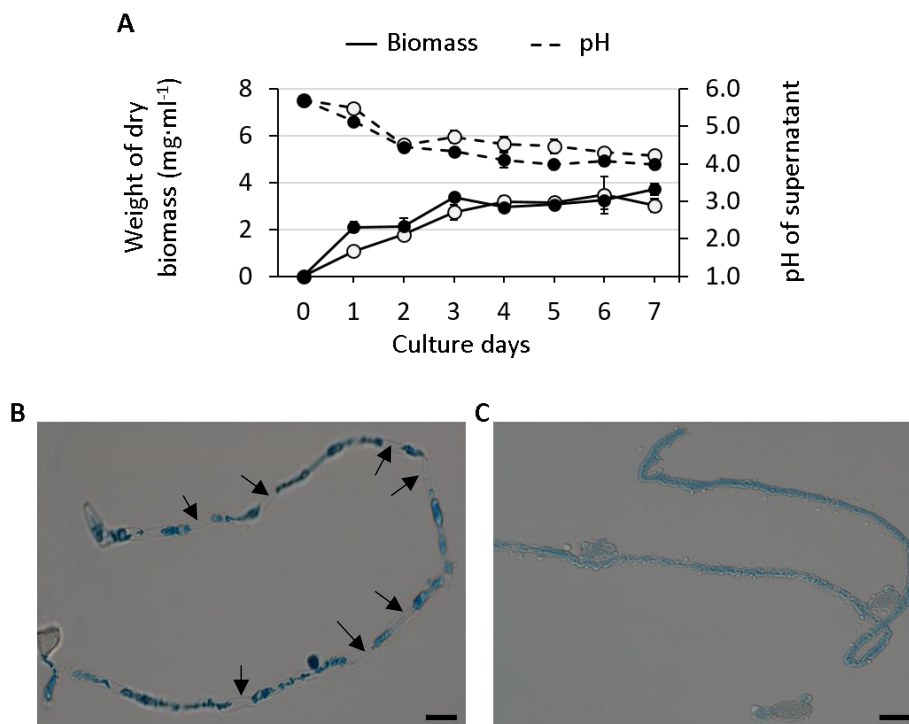 A
Biomass
pH
Weight of dry
biomass (mg·ml⁻¹)
8
6
4
2
0
6.0
5.0
4.0
3.0
2.0
1.0
pH of supernatant
0 1 2 3 4 5 6 7
Culture days
B
C